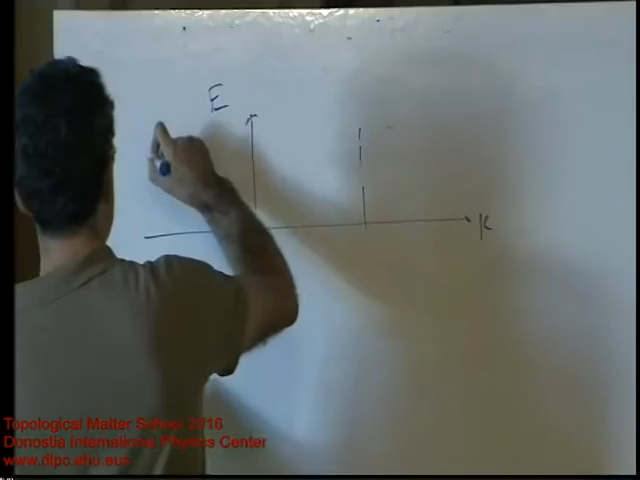 E
K
Topological Matter School 2016
Donostia International Physics Center
www.dipc.ehu.eus